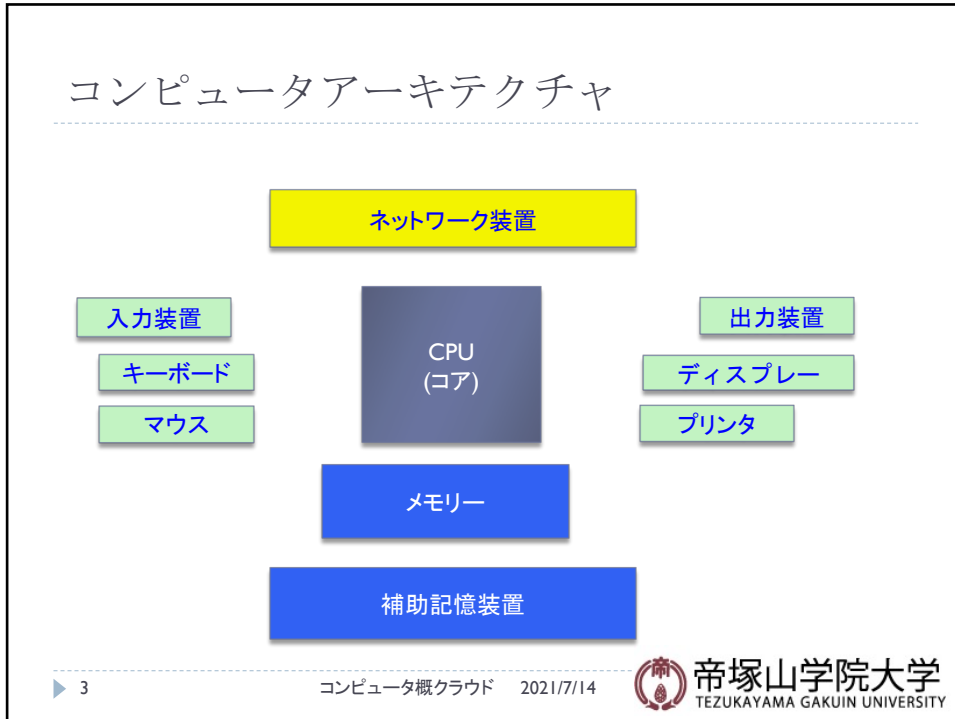 コンピュータアーキテクチャ
ネットワーク装置
入力装置
キーボード
マウス
CPU
(コア)
出力装置
ディスプレー
プリンタ
メモリー
補助記憶装置
3
コンピュータ概クラウド 2021/7/14
帝
帝塚山学院大学
TEZUKAYAMA GAKUIN UNIVERSITY